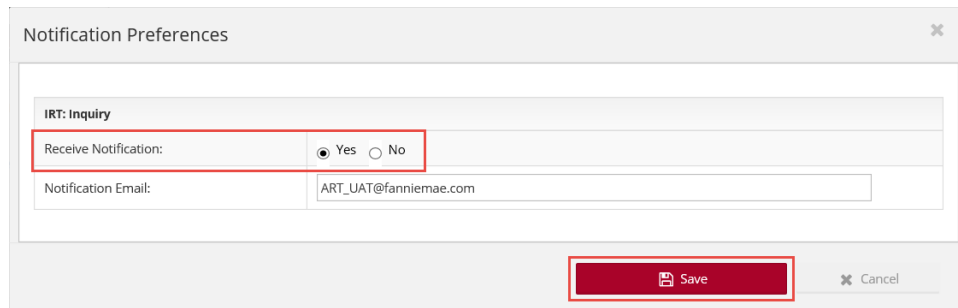 Notification Preferences
IRT: Inquiry
Receive Notification: Yes No
Notification Email: ART_UAT@fanniemae.com
Save Cancel